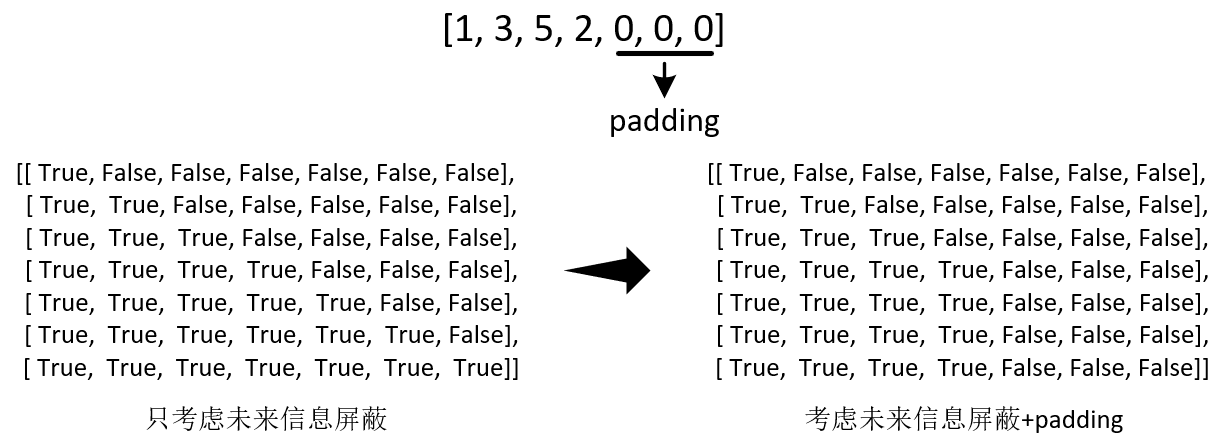 [1, 3, 5, 2, 0, 0, 0]
padding
[[ True, False, False, False, False, False, False],
[ True, True, False, False, False, False, False],
[ True, True, True, False, False, False, False],
[ True, True, True, True, False, False, False],
[ True, True, True, True, True, False, False],
[ True, True, True, True, True, True, False],
[ True, True, True, True, True, True, True]]
只考虑未来信息屏蔽
[[ True, False, False, False, False, False, False],
[ True, True, False, False, False, False, False],
[ True, True, True, False, False, False, False],
[ True, True, True, True, False, False, False],
[ True, True, True, True, False, False, False],
[ True, True, True, True, False, False, False],
[ True, True, True, True, False, False, False]]
考虑未来信息屏蔽+padding